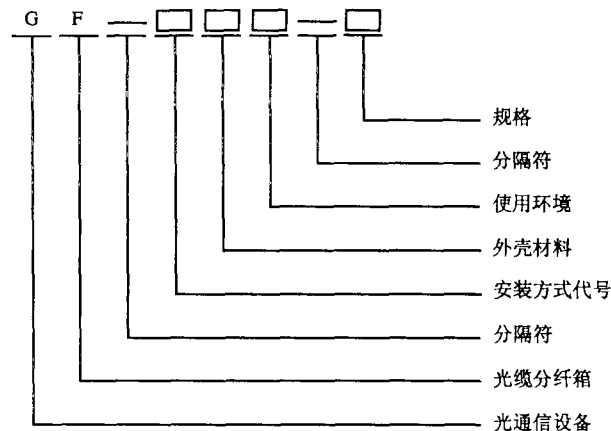 G F — □ □ □ — □
规格
分隔符
使用环境
外壳材料
安装方式代号
分隔符
光缆分纤箱
光通信设备